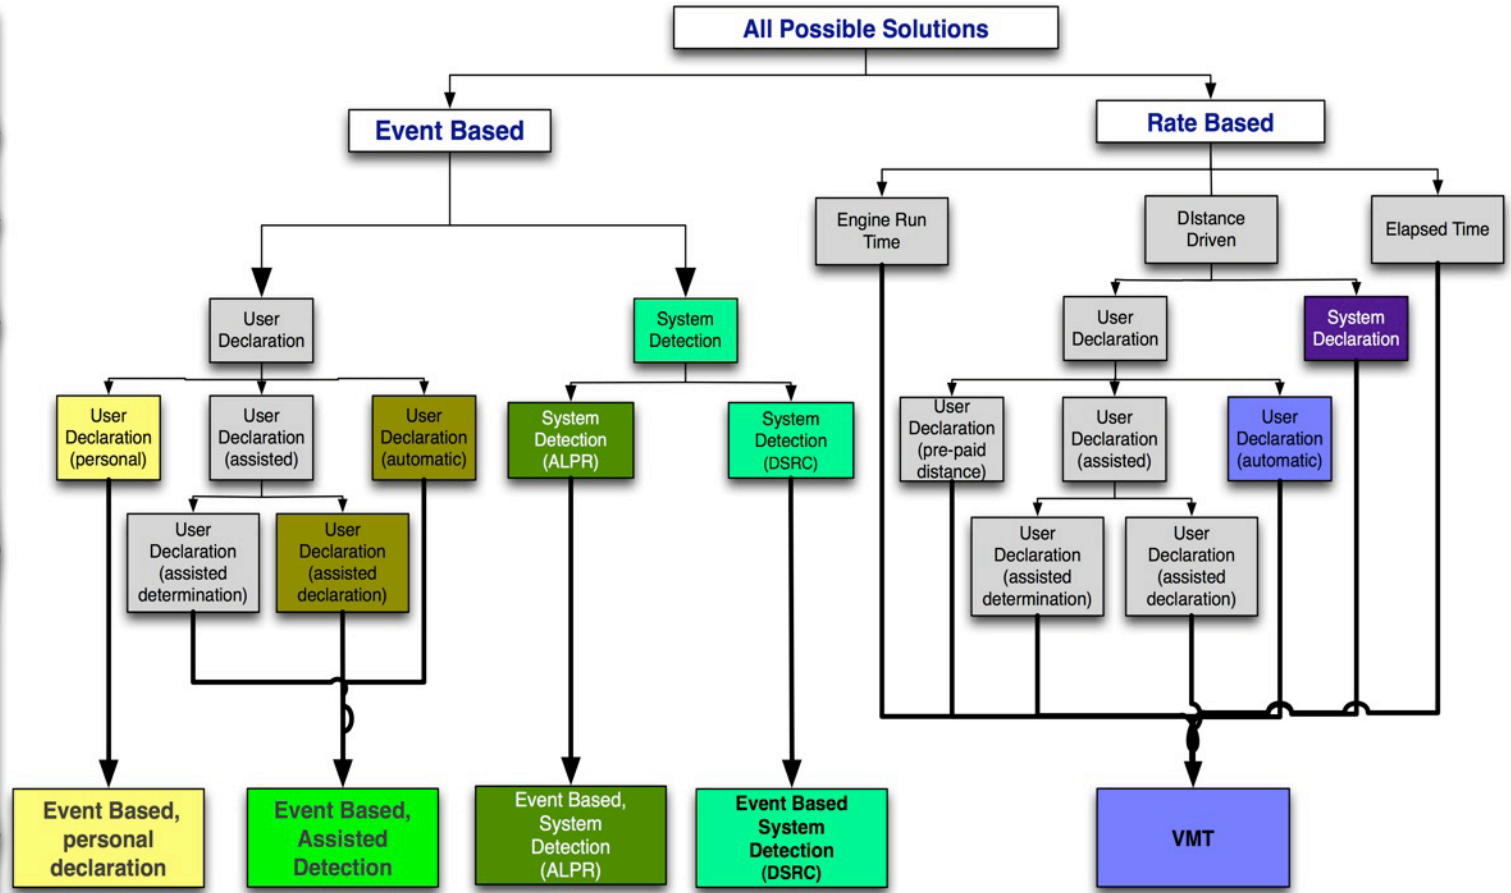 All Possible Solutions
Event Based
Rate Based
Engine Run
Time
DIstance
Driven
Elapsed Time
User
Declaration
System
Detection
User
Declaration
System
Declaration
User
Declaration
(personal)
User
Declaration
(assisted)
User
Declaration
(automatic)
System
Detection
(ALPR)
System
Detection
(DSRC)
User
Declaration
(pre-paid
distance)
User
Declaration
(assisted)
User
Declaration
(automatic)
User
Declaration
(assisted
determination)
User
Declaration
(assisted
declaration)
User
Declaration
(assisted
determination)
User
Declaration
(assisted
declaration)
Event Based,
personal
declaration
Event Based,
Assisted
Detection
Event Based,
System
Detection
(ALPR)
Event Based
System
Detection
(DSRC)
VMT